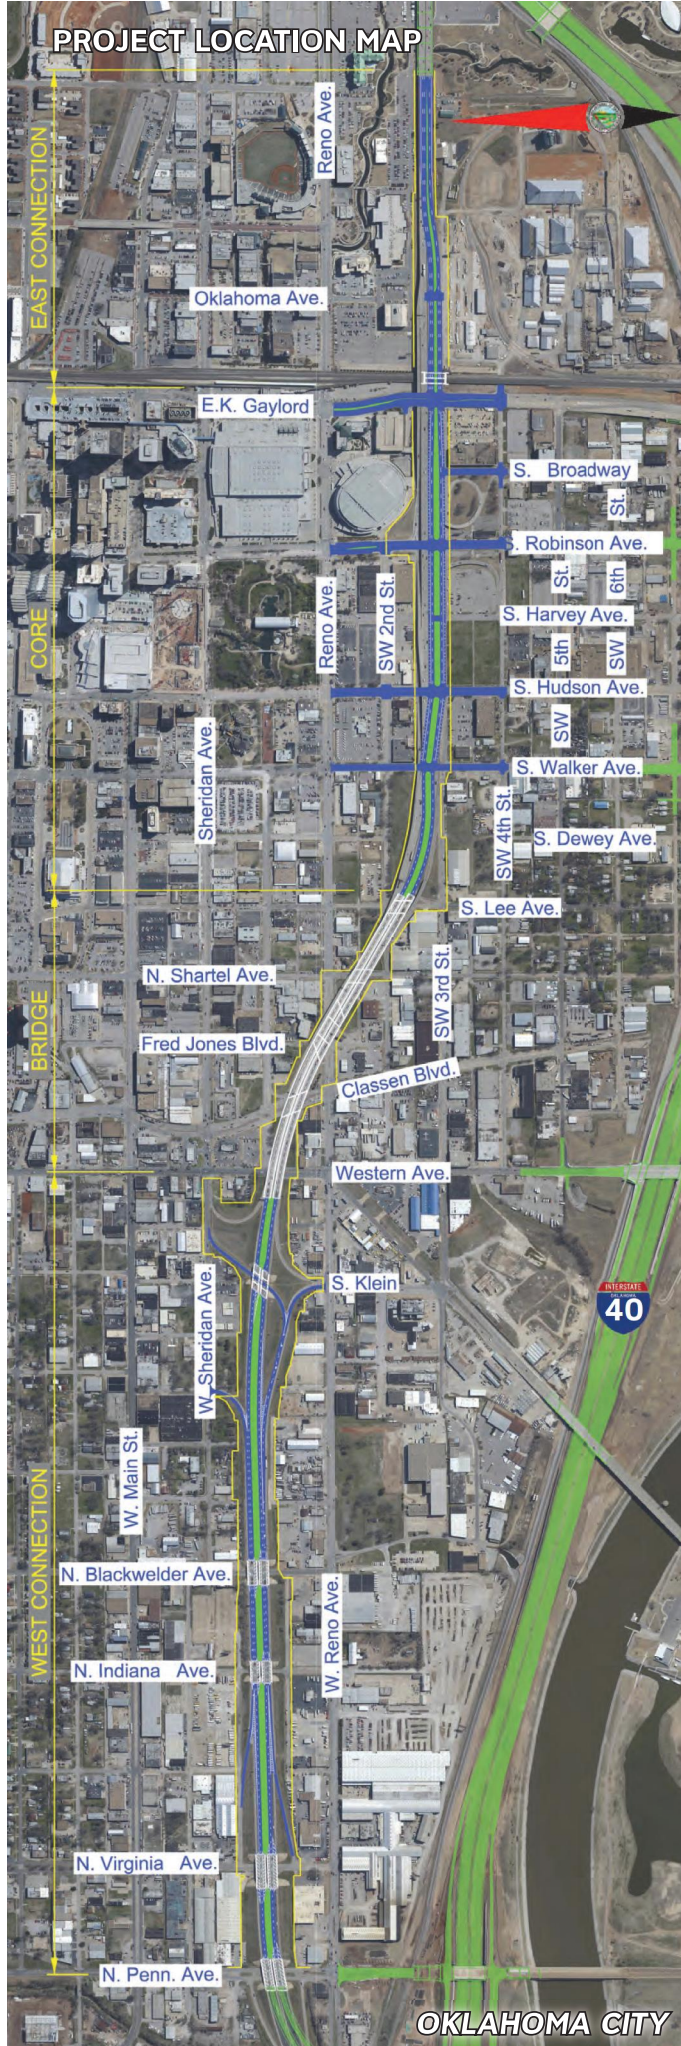 PROJECT LOCATION MAP
EAST CONNECTION
Reno Ave.
Oklahoma Ave.
E.K. Gaylord
S. Broadway
St.
S. Robinson Ave.
CORE
Reno Ave.
SW 2nd St.
St.
6th
S. Harvey Ave.
5th
SW
S. Hudson Ave.
SW
Sheridan Ave.
S. Walker Ave.
SW 4th St.
S. Dewey Ave.
S. Lee Ave.
N. Shartel Ave.
SW 3rd St.
BRIDGE
Fred Jones Blvd.
Classen Blvd.
Western Ave.
W. Sheridan Ave.
S. Klein
INTERSTATE
OKLAHOMA
40
W. Main St.
WEST CONNECTION
N. Blackwelder Ave.
W. Reno Ave.
N. Indiana Ave.
N. Virginia Ave.
N. Penn. Ave.
OKLAHOMA CITY